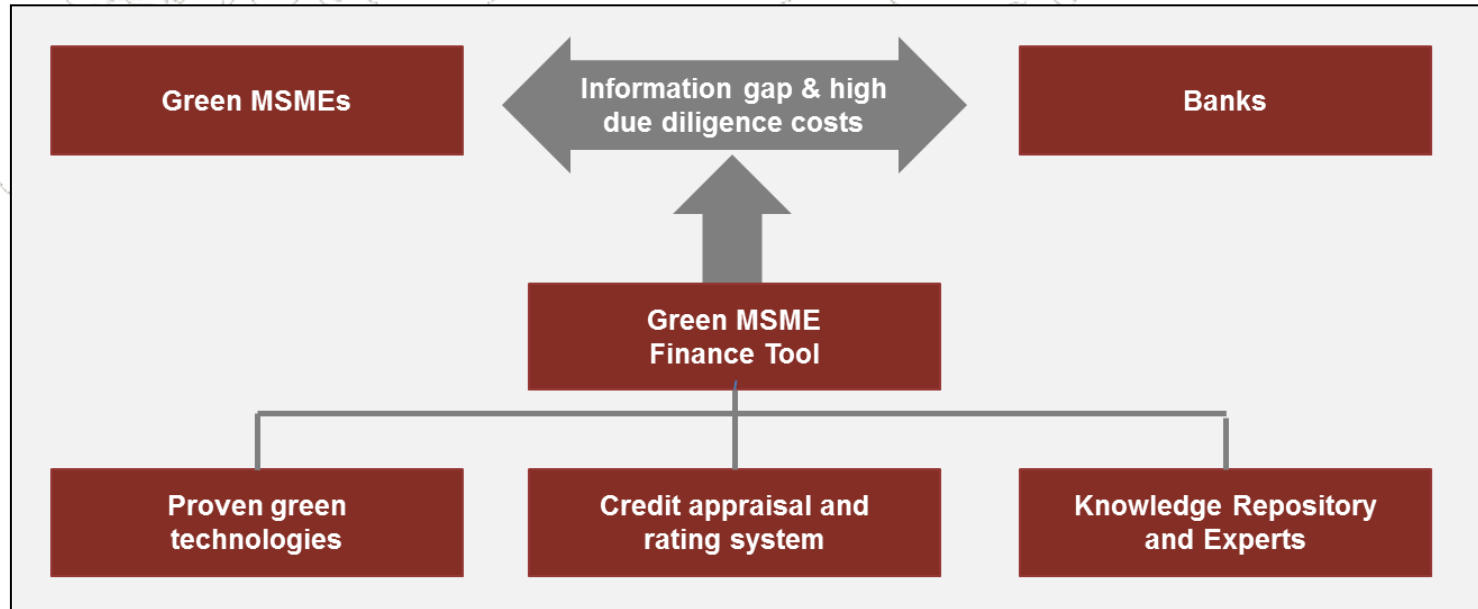 Green MSMEs
Information gap & high
due diligence costs
Banks
Green MSME
Finance Tool
Proven green
technologies
Credit appraisal and
rating system
Knowledge Repository
and Experts